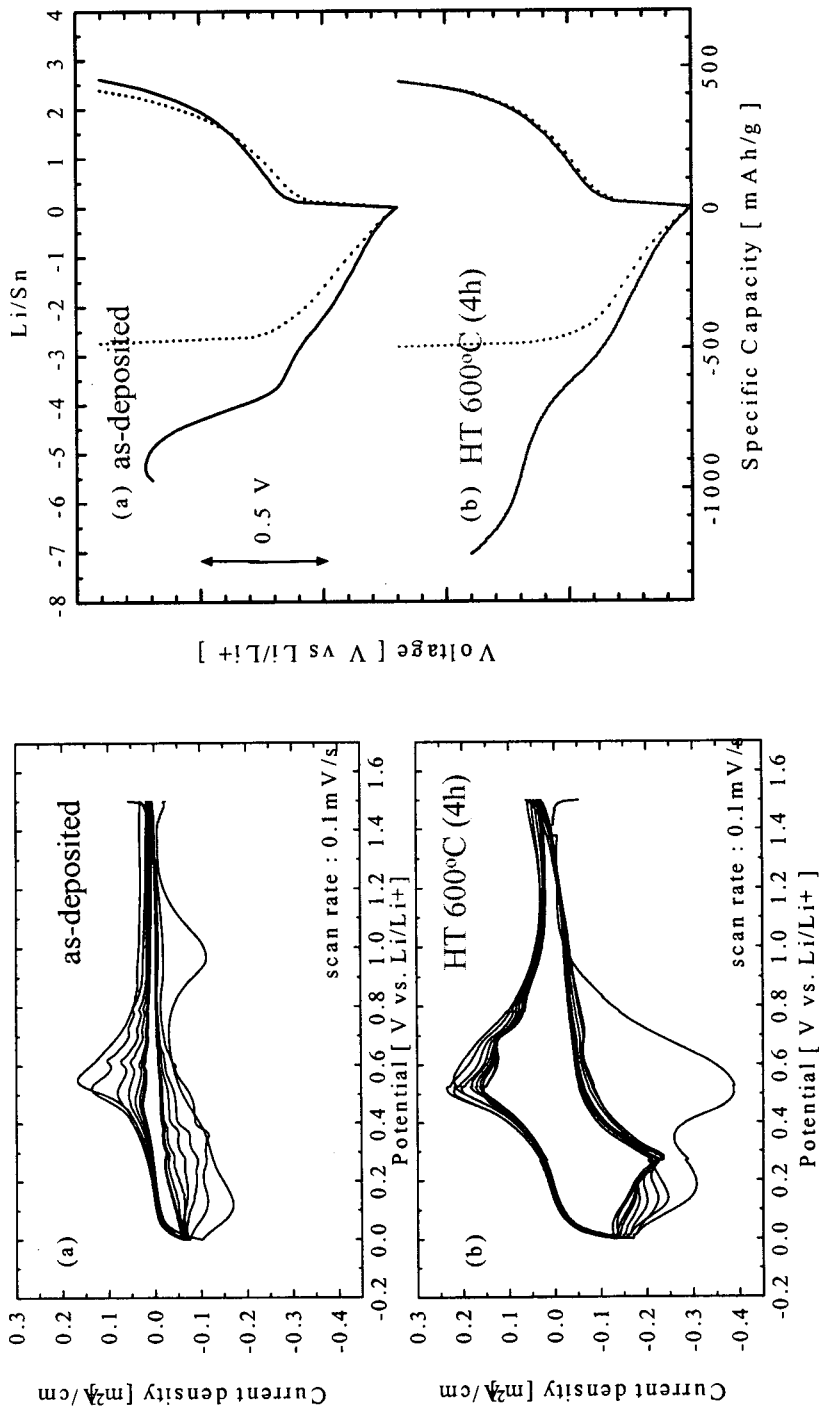 0.3
0.2
0.1
0.0
-0.1
-0.2
-0.3
-0.4
Current density [m²A/cm
(a)
as-deposited
scan rate : 0.1mV/s
-0.2 0.0 0.2 0.4 0.6 0.8 1.0 1.2 1.4 1.6
Potential [ V vs. Li/Li+]
0.3
0.2
0.1
0.0
-0.1
-0.2
-0.3
-0.4
Current density [m²A/cm
(b)
HT 600ºC (4h)
scan rate : 0.1mV/s
-0.2 0.0 0.2 0.4 0.6 0.8 1.0 1.2 1.4 1.6
Potential [ V vs. Li/Li+]
Li/Sn
-8 -7 -6 -5 -4 -3 -2 -1 0 1 2 3 4
Voltage [ V vs Li/Li+ ]
0.5 V
(a) as-deposited
(b) HT 600ºC (4h)
-1000 -500 0 500
Specific Capacity [ mAh/g ]